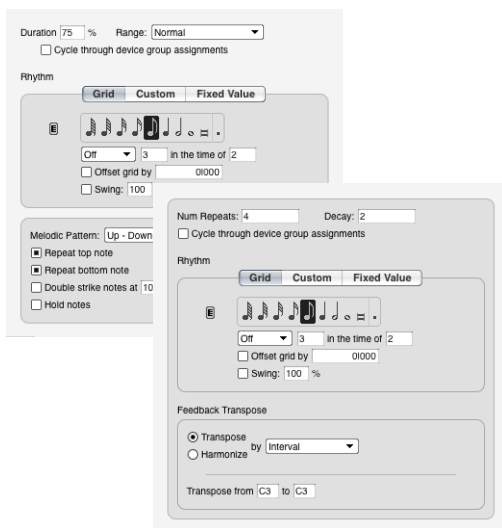 Duration 75 % Range: Normal
Cycle through device group assignments
Rhythm
Grid Custom Fixed Value
E
Off 3 in the time of 2
Offset grid by 0|000
Swing: 100
Melodic Pattern: Up - Down
Repeat top note
Repeat bottom note
Double strike notes at 10
Hold notes
Num Repeats: 4 Decay: 2
Cycle through device group assignments
Rhythm
Grid Custom Fixed Value
E
Off 3 in the time of 2
Offset grid by 0|000
Swing: 100 %
Feedback Transpose
Transpose
by Interval
Harmonize
Transpose from C3 to C3